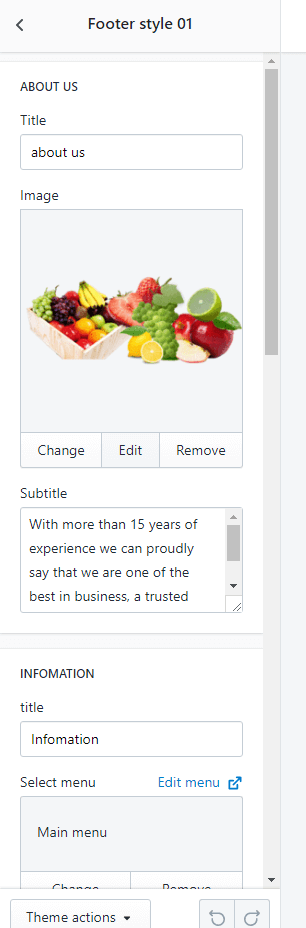 Footer style 01
ABOUT US
Title
about us
Image
Change Edit Remove
Subtitle
With more than 15 years of
experience we can proudly
say that we are one of the
best in business, a trusted
INFOMATION
title
Infomation
Select menu Edit menu
Main menu
Change Remove
Theme actions